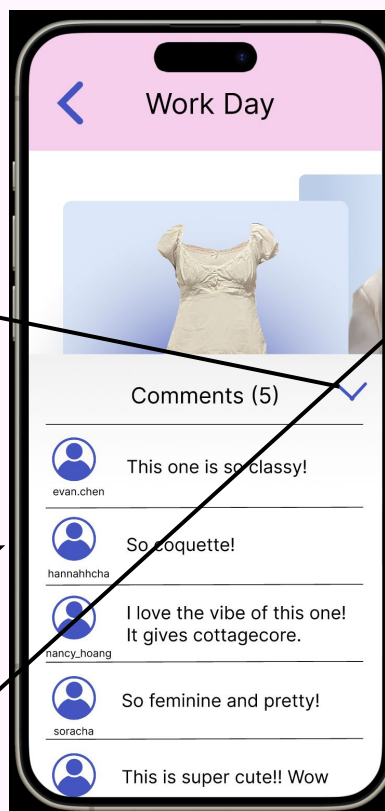 Work Day
Comments (5)
This one is so classy!
evan.chen
So coquette!
hannahhcha
I love the vibe of this one!
It gives cottagecore.
nancy_hoang
So feminine and pretty!
soracha
This is super cute!! Wow